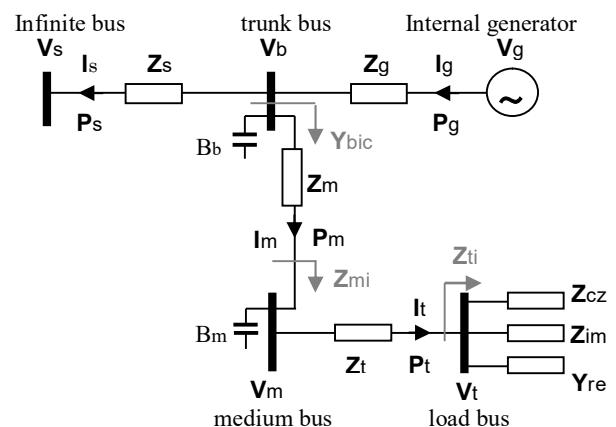 Infinite bus
trunk bus
Internal generator
Vs
Vb
Vg
Is
Zs
Zg
Ig
~
Ps
Pg
Bb
Ybic
Zm
Im
Pm
Zmi
Zti
Bm
It
Zcz
Zim
Zt
Pt
Yre
Vm
Vt
medium bus
load bus